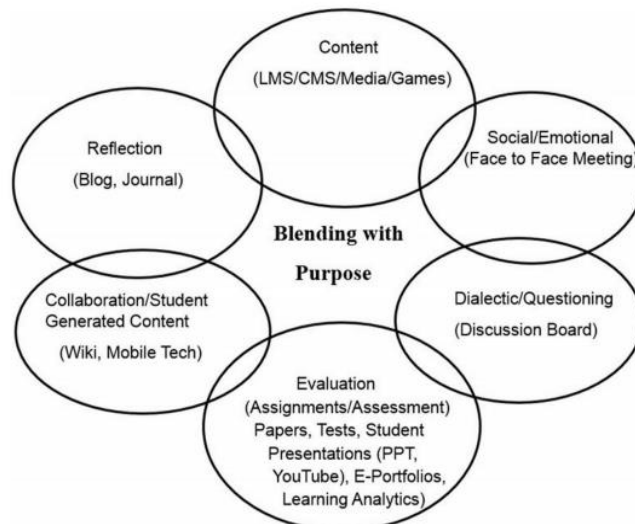 Content
(LMS/CMS/Media/Games)
Social/Emotional
(Face to Face Meeting)
Reflection
(Blog, Journal)
Blending with
Purpose
Dialectic/Questioning
(Discussion Board)
Collaboration/Student
Generated Content
(Wiki, Mobile Tech)
Evaluation
(Assignments/Assessment)
Papers, Tests, Student
Presentations (PPT,
YouTube), E-Portfolios,
Learning Analytics)